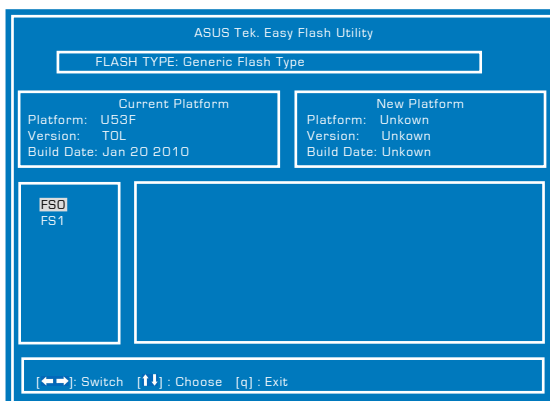 ASUS Tek. Easy Flash Utility
FLASH TYPE: Generic Flash Type
Current Platform
Platform: U53F
Version: TOL
Build Date: Jan 20 2010
New Platform
Platform: Unkown
Version: Unkown
Build Date: Unkown
FS0
FS1
[⬅➡]: Switch [⬆⬇] : Choose [q] : Exit